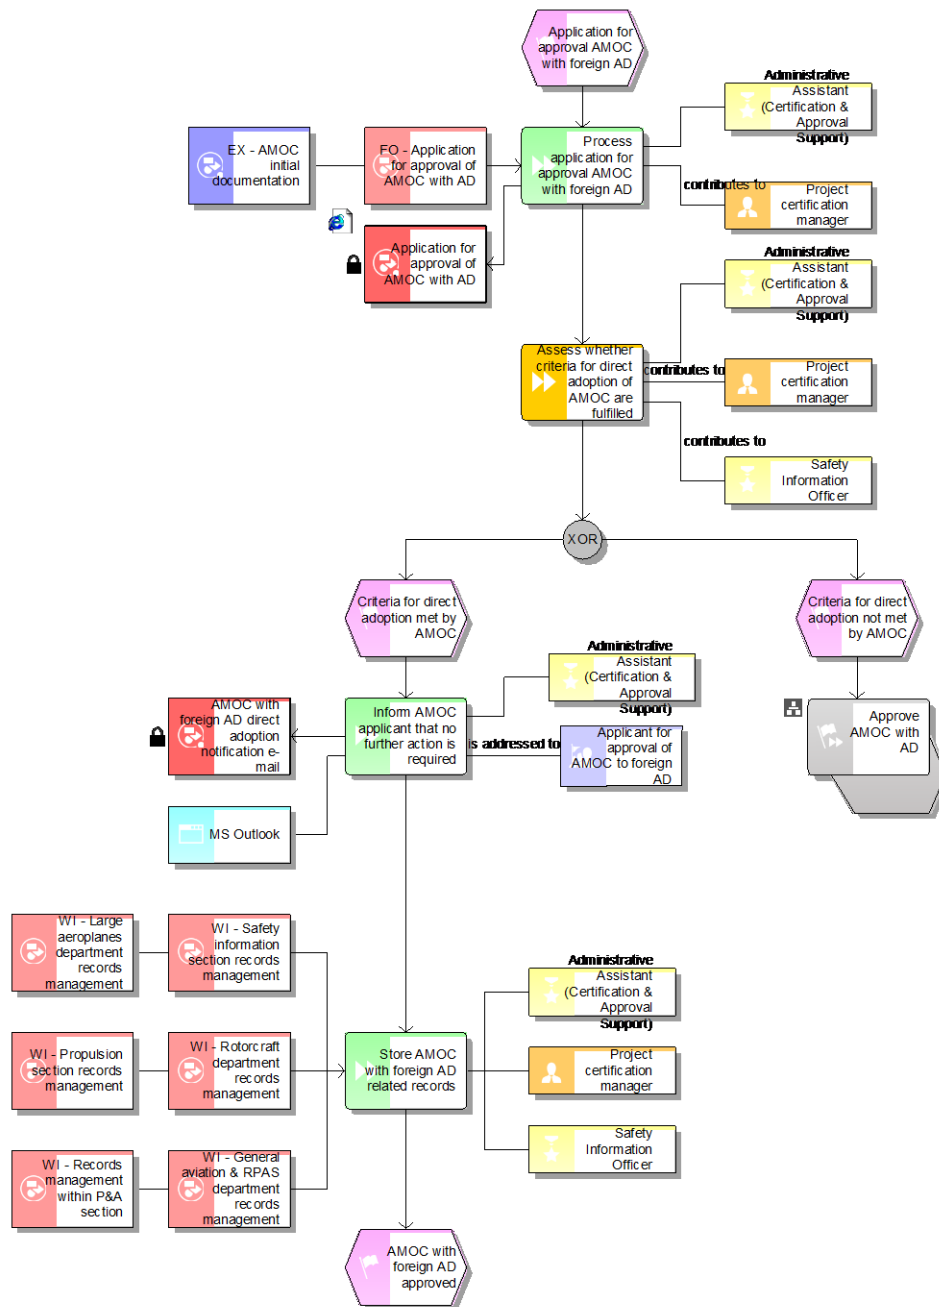 Application for
approval AMOC
with foreign AD
Administrative
Assistant
(Certification &
Approval
Support)
EX - AMOC
initial
documentation
FO - Application
for approval of
AMOC with AD
Process
application for
approval AMOC
with foreign AD
contributes to
Project
certification
manager
Application for
approval of
AMOC with AD
Administrative
Assistant
(Certification &
Approval
Support)
Assess whether
criteria for direct
adoption of
AMOC are
fulfilled
contributes to
Project
certification
manager
contributes to
Safety
Information
Officer
XOR
Criteria for direct
adoption met by
AMOC
Criteria for direct
adoption not met
by AMOC
Administrative
Assistant
(Certification &
Approval
Support)
AMOC with
foreign AD direct
adoption
notification e-
mail
Inform AMOC
applicant that no
further action is
required
is addressed to
Applicant for
approval of
AMOC to foreign
AD
Approve
AMOC with
AD
MS Outlook
WI - Large
aeroplanes
department
records
management
WI - Safety
information
section records
management
Administrative
Assistant
(Certification &
Approval
Support)
WI - Propulsion
section records
management
WI - Rotorcraft
department
records
management
Store AMOC
with foreign AD
related records
Project
certification
manager
Safety
Information
Officer
WI - Records
management
within P&A
section
WI - General
aviation & RPAS
department
records
management
AMOC with
foreign AD
approved